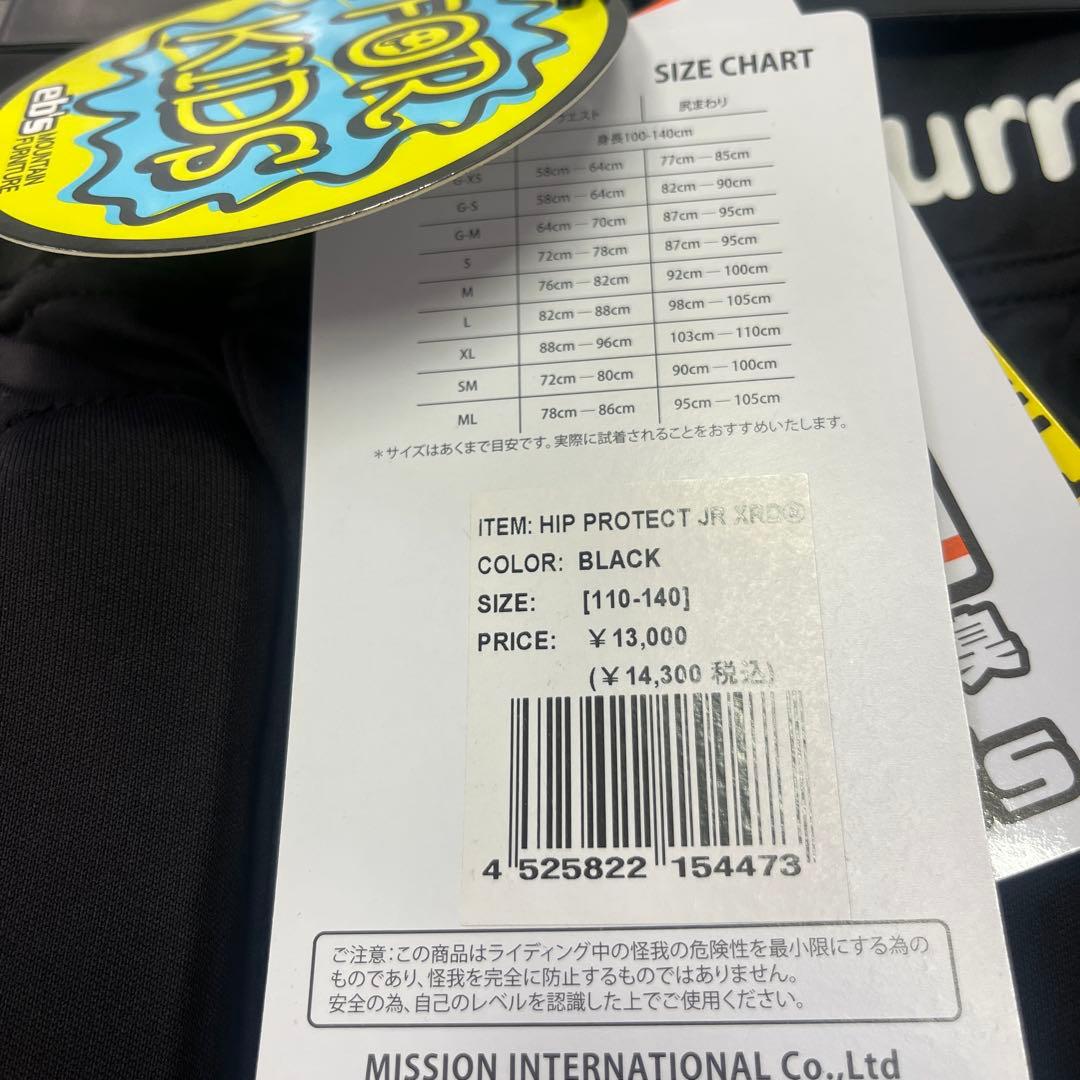 FOR
KIDS
eb's MOUNTAIN
FURNITURE
SIZE CHART
尻まわり
身長100-140cm
G-XS 58cm — 64cm 77cm — 85cm
G-S 58cm — 64cm 82cm — 90cm
G-M 64cm — 70cm 87cm — 95cm
S 72cm — 78cm 87cm — 95cm
M 76cm — 82cm 92cm — 100cm
L 82cm — 88cm 98cm — 105cm
XL 88cm — 96cm 103cm — 110cm
SM 72cm — 80cm 90cm — 100cm
ML 78cm — 86cm 95cm — 105cm
*サイズはあくまで目安です。実際に試着されることをおすすめいたします。
ITEM: HIP PROTECT JR XRD®
COLOR: BLACK
SIZE: [110-140]
PRICE: ¥13,000
(¥14,300 税込)
4 525822 154473
ご注意:この商品はライディング中の怪我の危険性を最小限にする為の
ものであり、怪我を完全に防止するものではありません。
安全の為、自己のレベルを認識した上でご使用ください。
MISSION INTERNATIONAL Co.,Ltd